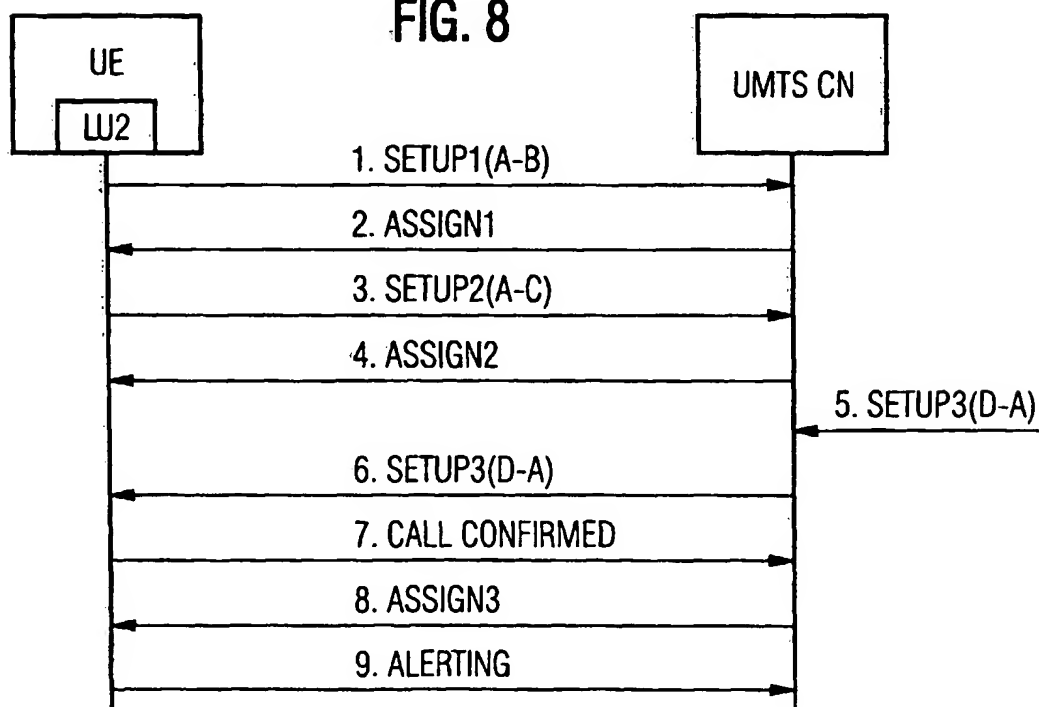 FIG. 8
UE
LU2
UMTS CN
1. SETUP1(A-B)
2. ASSIGN1
3. SETUP2(A-C)
4. ASSIGN2
5. SETUP3(D-A)
6. SETUP3(D-A)
7. CALL CONFIRMED
8. ASSIGN3
9. ALERTING